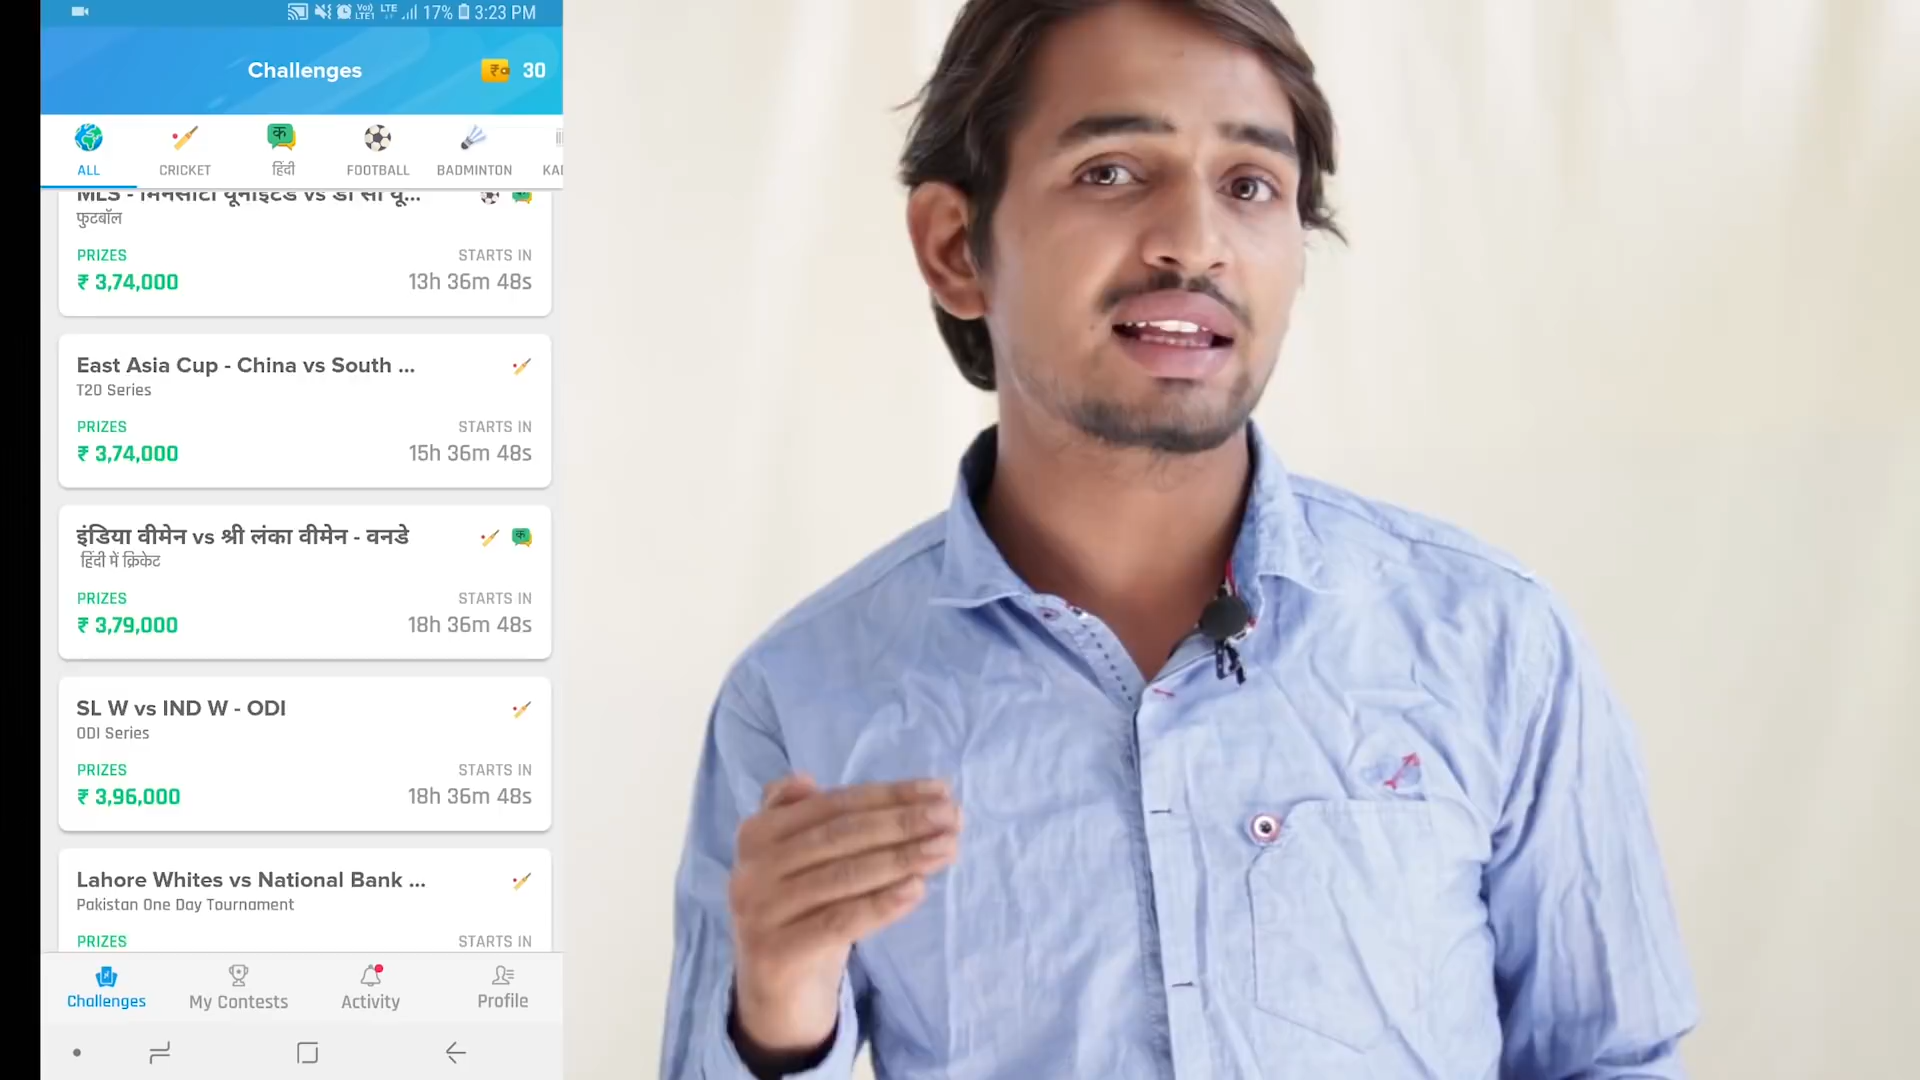 17% 3:23 PM
Challenges
30
ALL
CRICKET
क
हिंदी
FOOTBALL
BADMINTON
KAB
MLS - मिनेसोटा यूनाइटेड vs डी सी यू...
फुटबॉल
PRIZES
STARTS IN
₹ 3,74,000
13h 36m 48s
East Asia Cup - China vs South ...
T20 Series
PRIZES
STARTS IN
₹ 3,74,000
15h 36m 48s
इंडिया वीमेन vs श्री लंका वीमेन - वनडे
हिंदी में क्रिकेट
PRIZES
STARTS IN
₹ 3,79,000
18h 36m 48s
SL W vs IND W - ODI
ODI Series
PRIZES
STARTS IN
₹ 3,96,000
18h 36m 48s
Lahore Whites vs National Bank ...
Pakistan One Day Tournament
PRIZES
STARTS IN
Challenges
My Contests
Activity
Profile